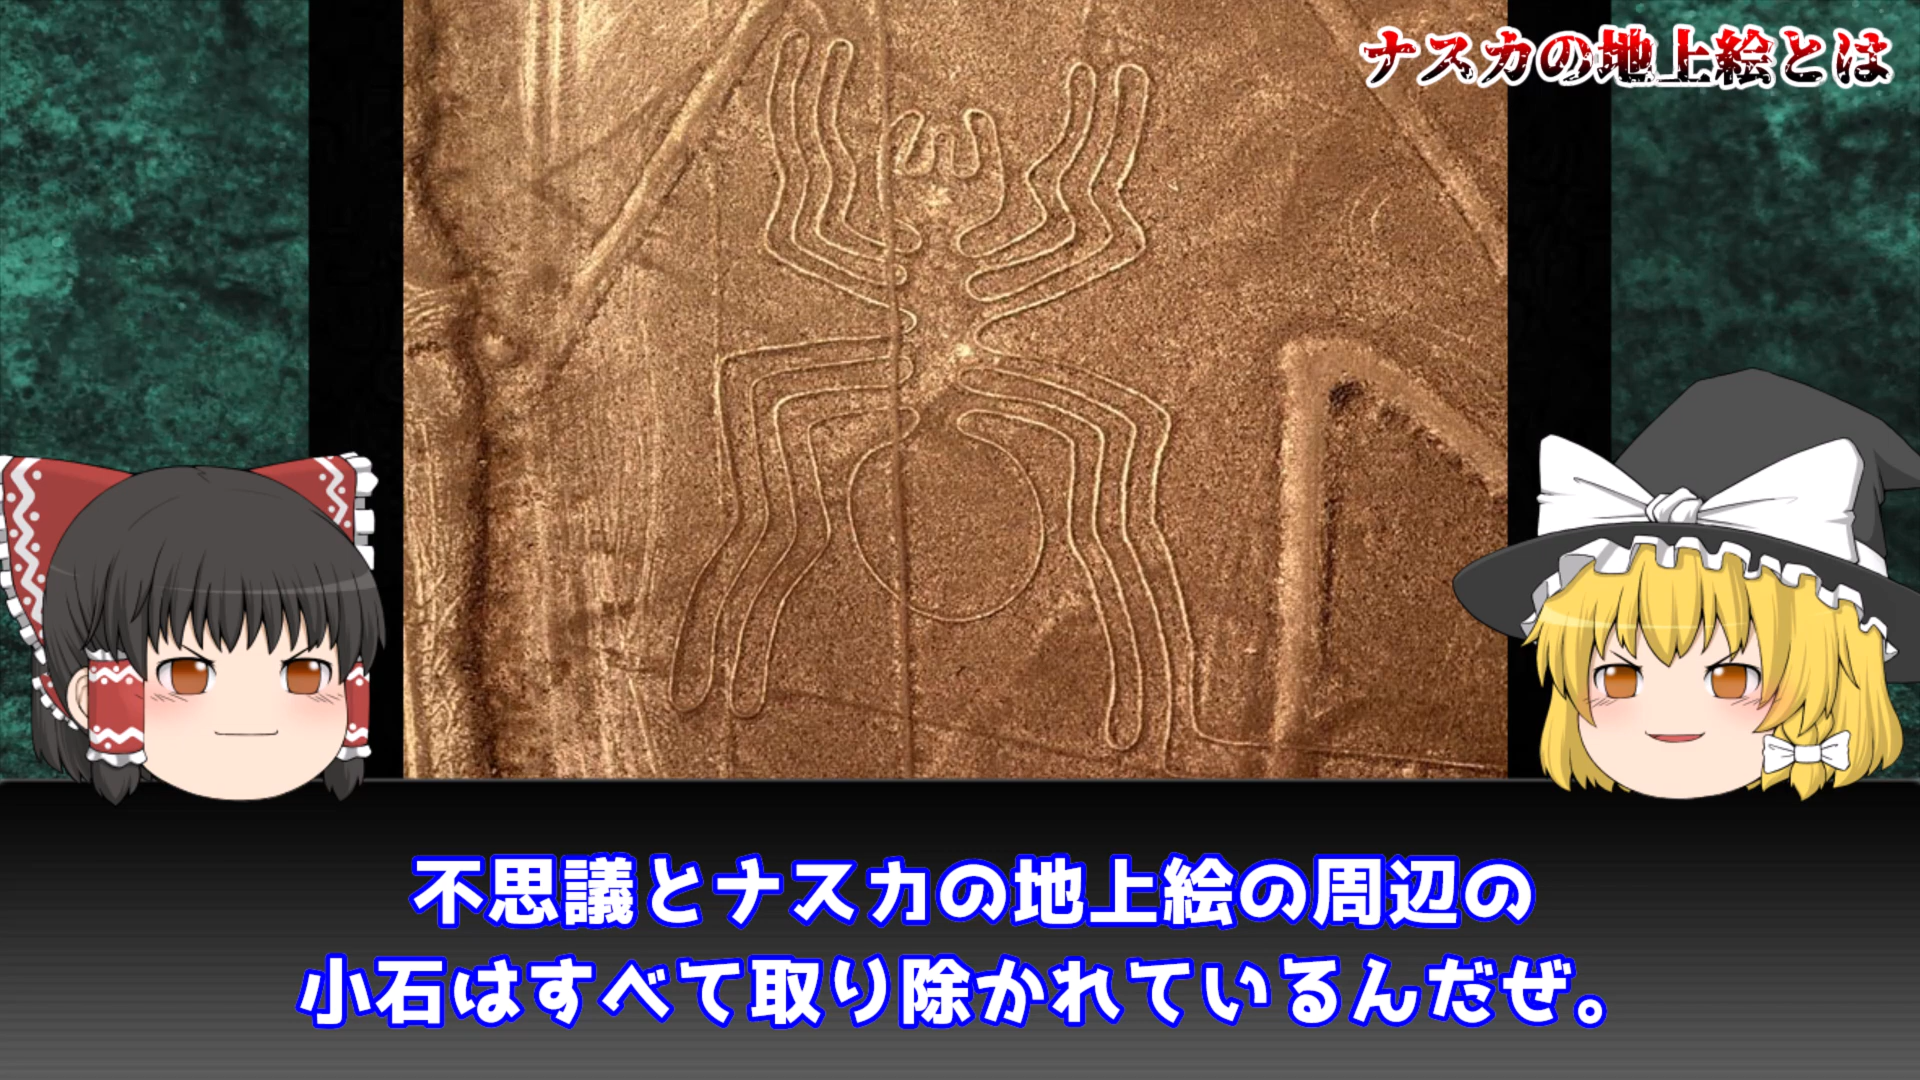 ナスカの地上絵とは
不思議とナスカの地上絵の周辺の
小石はすべて取り除かれているんだぜ。